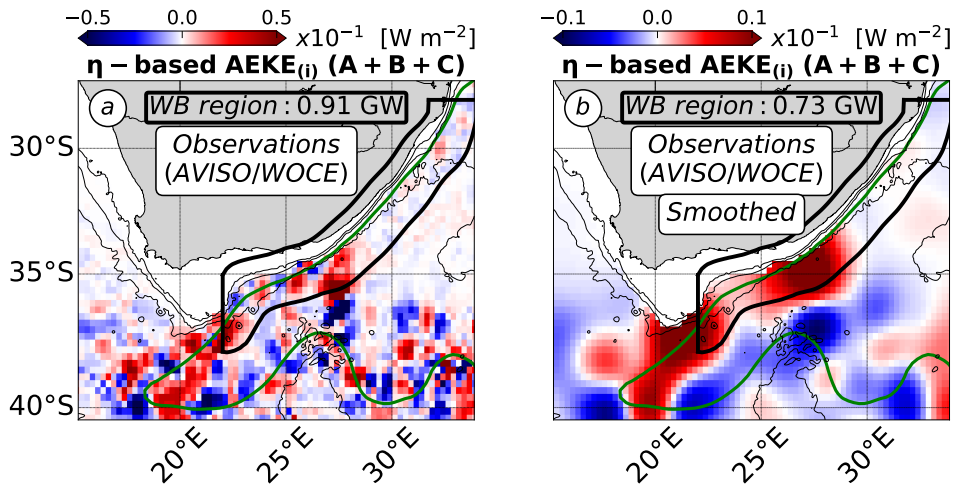 −0.5 0.0 0.5 x10⁻¹ [W m⁻²]
η − based AEKE₍ᵢ₎ (A + B + C)
a WB region : 0.91 GW
Observations
(AVISO/WOCE)
30°S
35°S
40°S
20°E 25°E 30°E
−0.1 0.0 0.1 x10⁻¹ [W m⁻²]
η − based AEKE₍ᵢ₎ (A + B + C)
b WB region : 0.73 GW
Observations
(AVISO/WOCE)
Smoothed
20°E 25°E 30°E